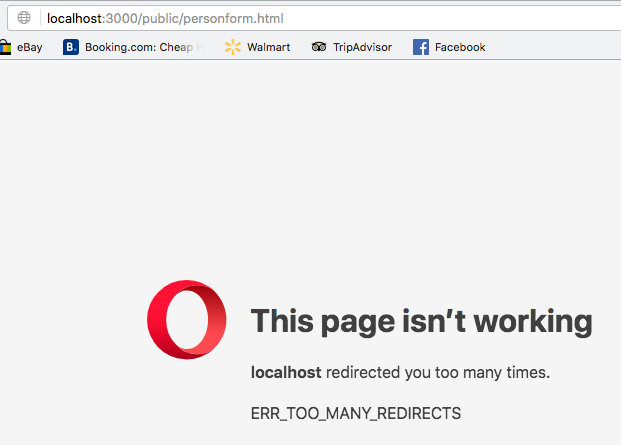 localhost:3000/public/personform.html
eBay Booking.com: Cheap Walmart TripAdvisor Facebook
This page isn’t working
localhost redirected you too many times.
ERR_TOO_MANY_REDIRECTS